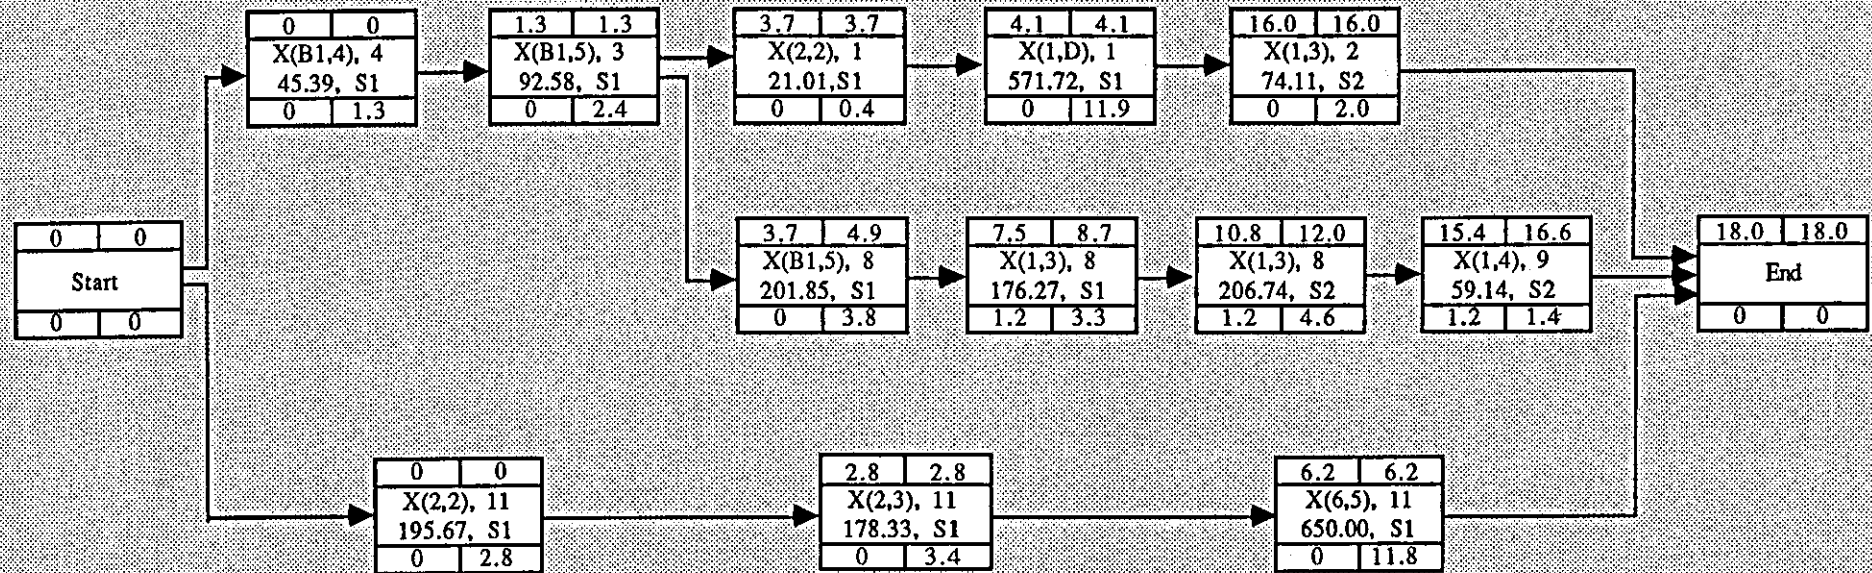 0 0
X(B1,4), 4
45.39, S1
0 1.3
1.3 1.3
X(B1,5), 3
92.58, S1
0 2.4
3.7 3.7
X(2,2), 1
21.01,S1
0 0.4
4.1 4.1
X(1,D), 1
571.72, S1
0 11.9
16.0 16.0
X(1,3), 2
74.11, S2
0 2.0
0 0
Start
0 0
3.7 4.9
X(B1,5), 8
201.85, S1
0 3.8
7.5 8.7
X(1,3), 8
176.27, S1
1.2 3.3
10.8 12.0
X(1,3), 8
206.74, S2
1.2 4.6
15.4 16.6
X(1,4), 9
59.14, S2
1.2 1.4
18.0 18.0
End
0 0
0 0
X(2,2), 11
195.67, S1
0 2.8
2.8 2.8
X(2,3), 11
178.33, S1
0 3.4
6.2 6.2
X(6,5), 11
650.00, S1
0 11.8